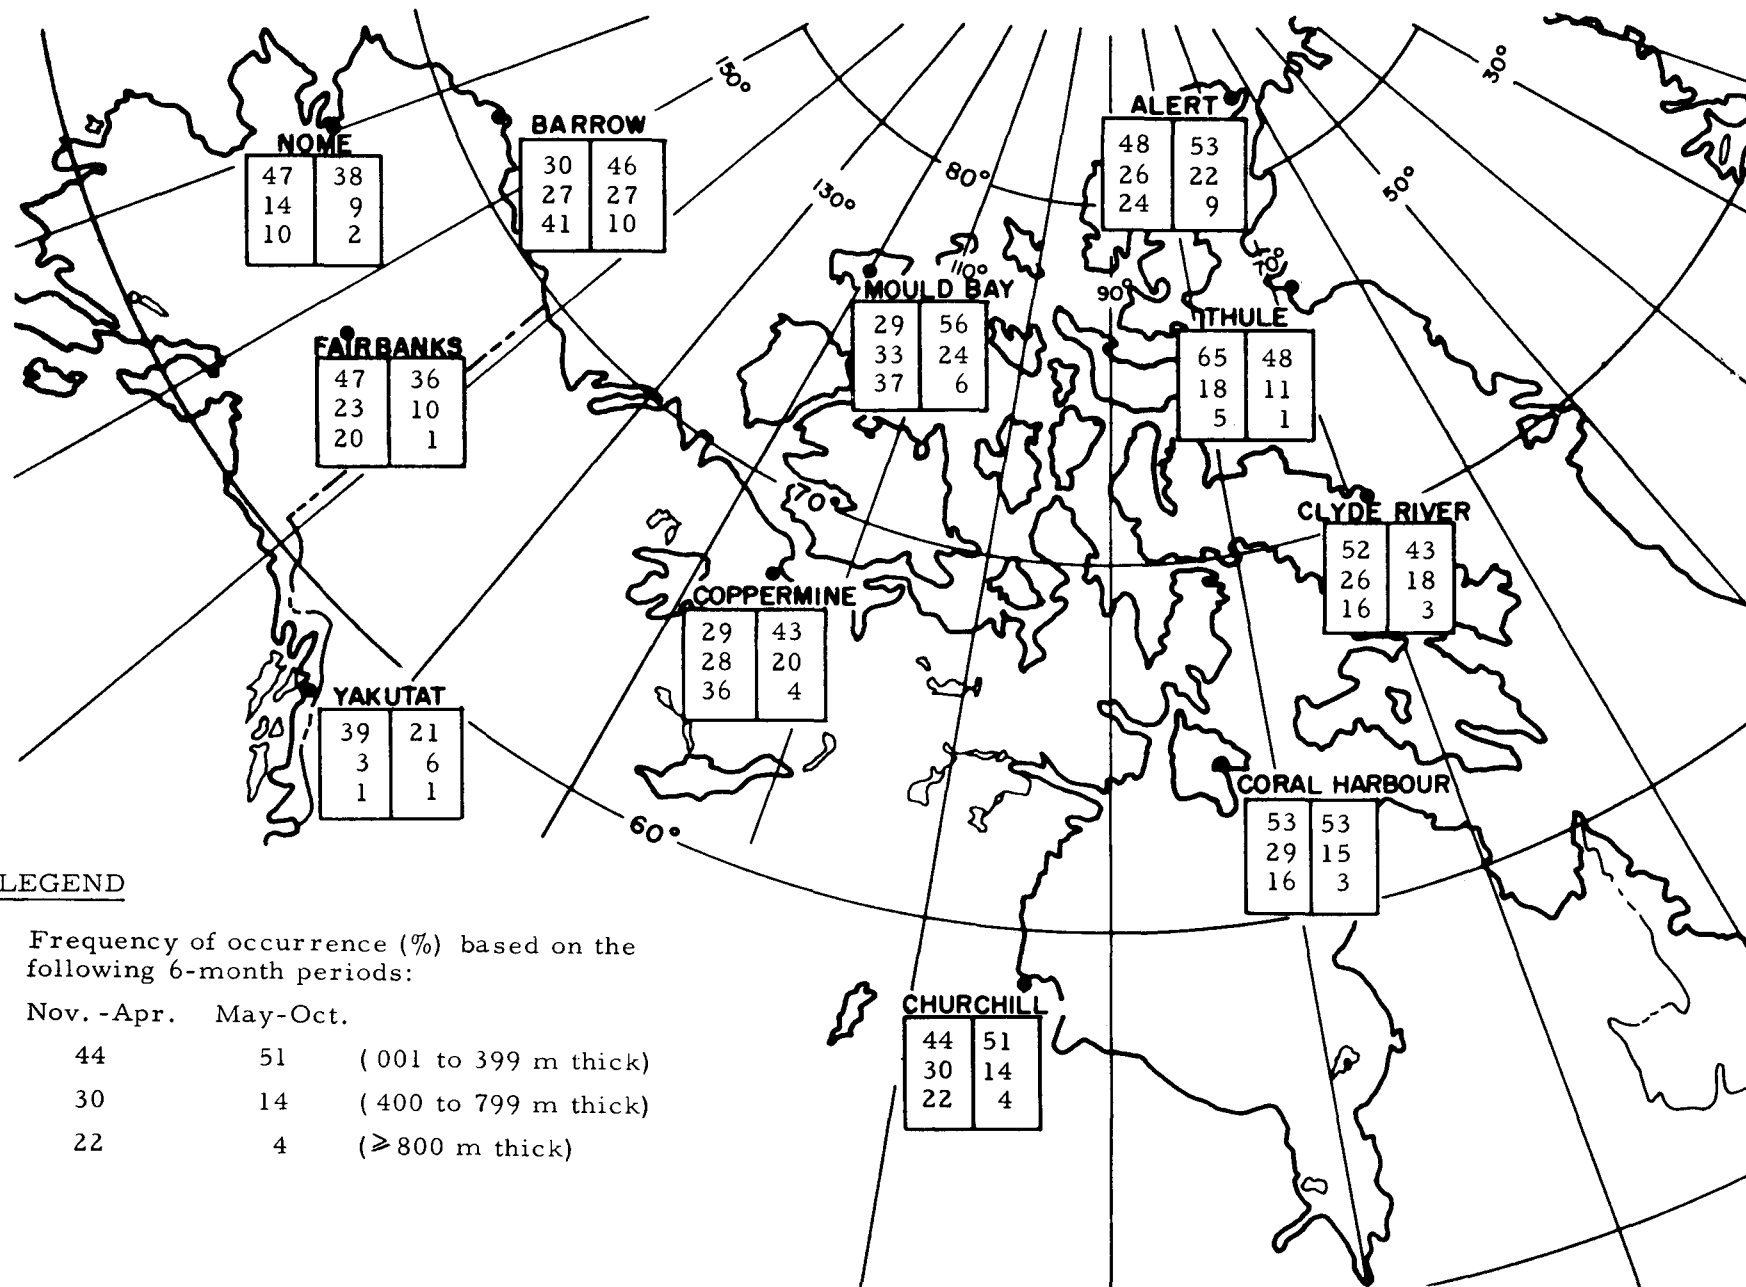 150°
30°
ALERT
48 53
26 22
24 9
BARROW
30 46
27 27
41 10
NOME
47 38
14 9
10 2
130°
80°
50°
110°
90°
70°
MOULD BAY
29 56
33 24
37 6
THULE
65 48
18 11
5 1
FAIRBANKS
47 36
23 10
20 1
70°
CLYDE RIVER
52 43
26 18
16 3
COPPERMINE
29 43
28 20
36 4
YAKUTAT
39 21
3 6
1 1
60°
CORAL HARBOUR
53 53
29 15
16 3
CHURCHILL
44 51
30 14
22 4
LEGEND
Frequency of occurrence (%) based on the
following 6-month periods:
Nov. -Apr. May-Oct.
44 51 (001 to 399 m thick)
30 14 (400 to 799 m thick)
22 4 (≥800 m thick)